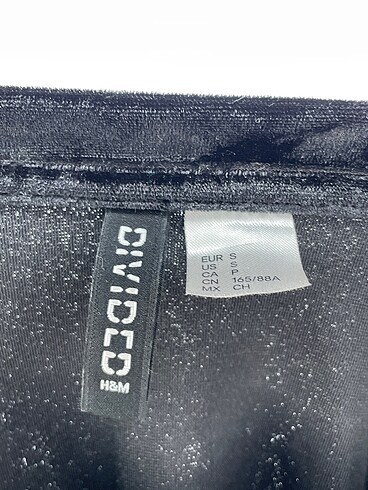 DIVIDED
H&M
EUR S
US S
CA P
CN 165/88A
MX CH